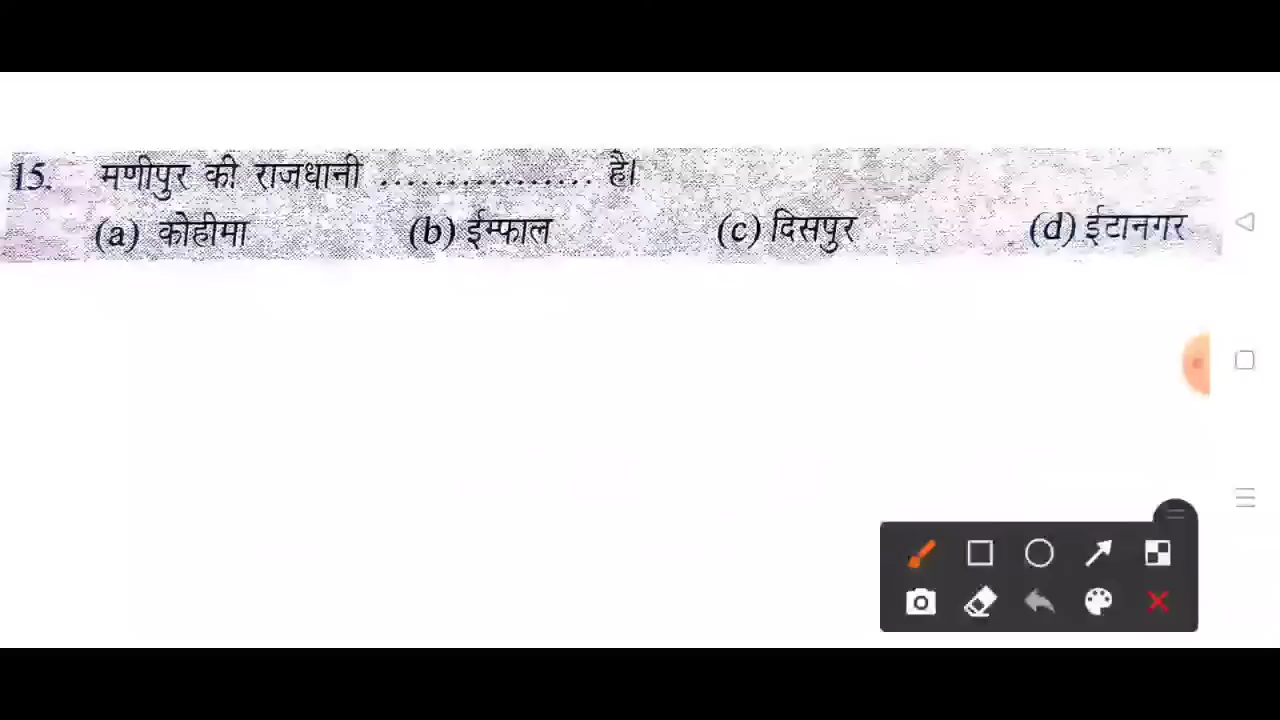 15. मणीपुर की राजधानी ................ है।
(a) कोहीमा (b) ईम्फाल (c) दिसपुर (d) ईटानगर